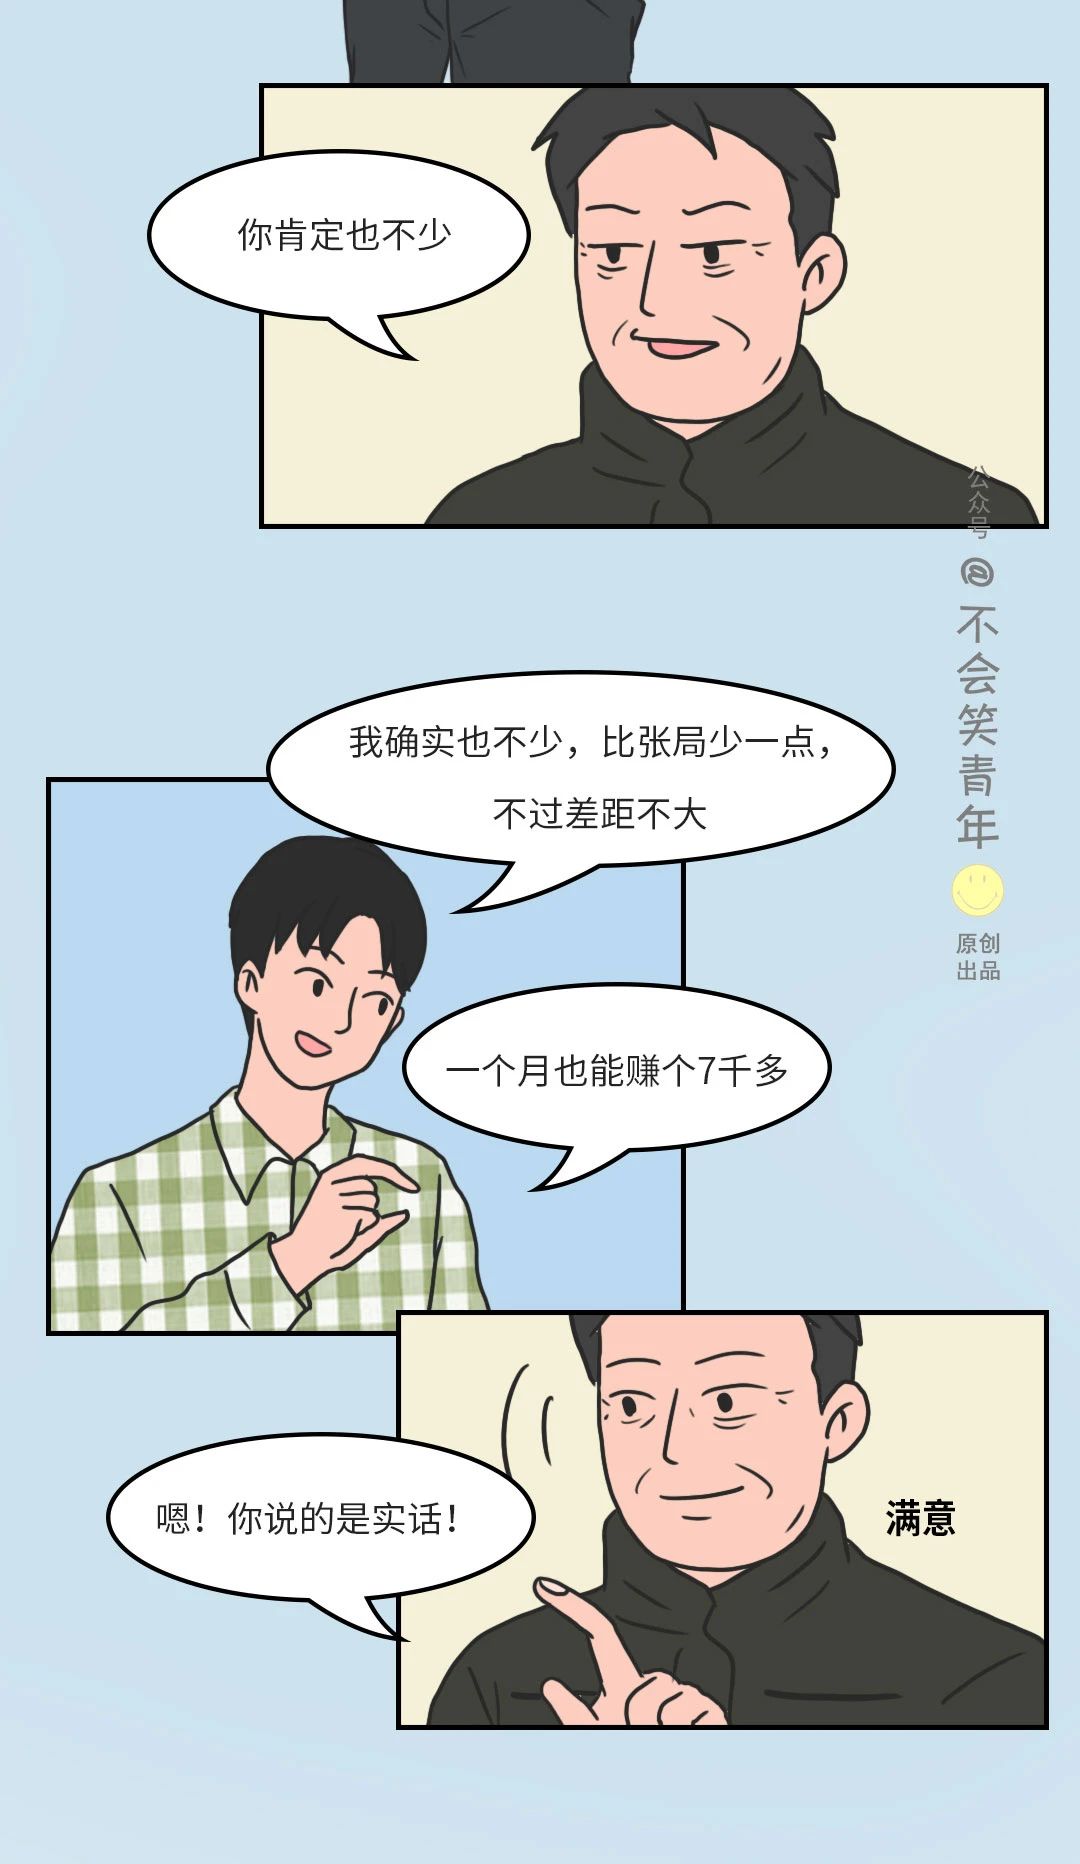 你肯定也不少
公众号
@不会笑青年
原创
出品
我确实也不少，比张局少一点，
不过差距不大
一个月也能赚个7千多
嗯！你说的是实话！
满意